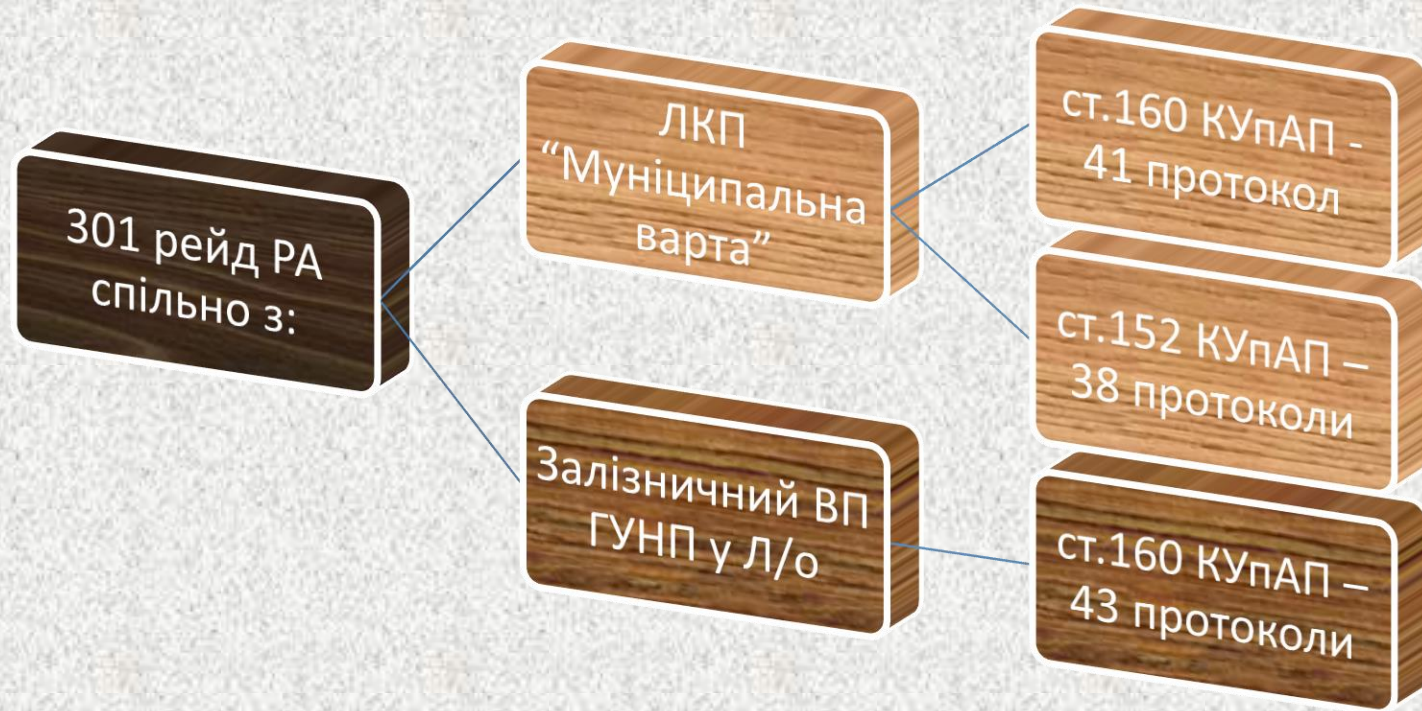 301 рейд РА
спільно з:
ЛКП
“Муніципальна
варта”
ст.160 КУпАП -
41 протокол
ст.152 КУпАП –
38 протоколи
Залізничний ВП
ГУНП у Л/о
ст.160 КУпАП –
43 протоколи